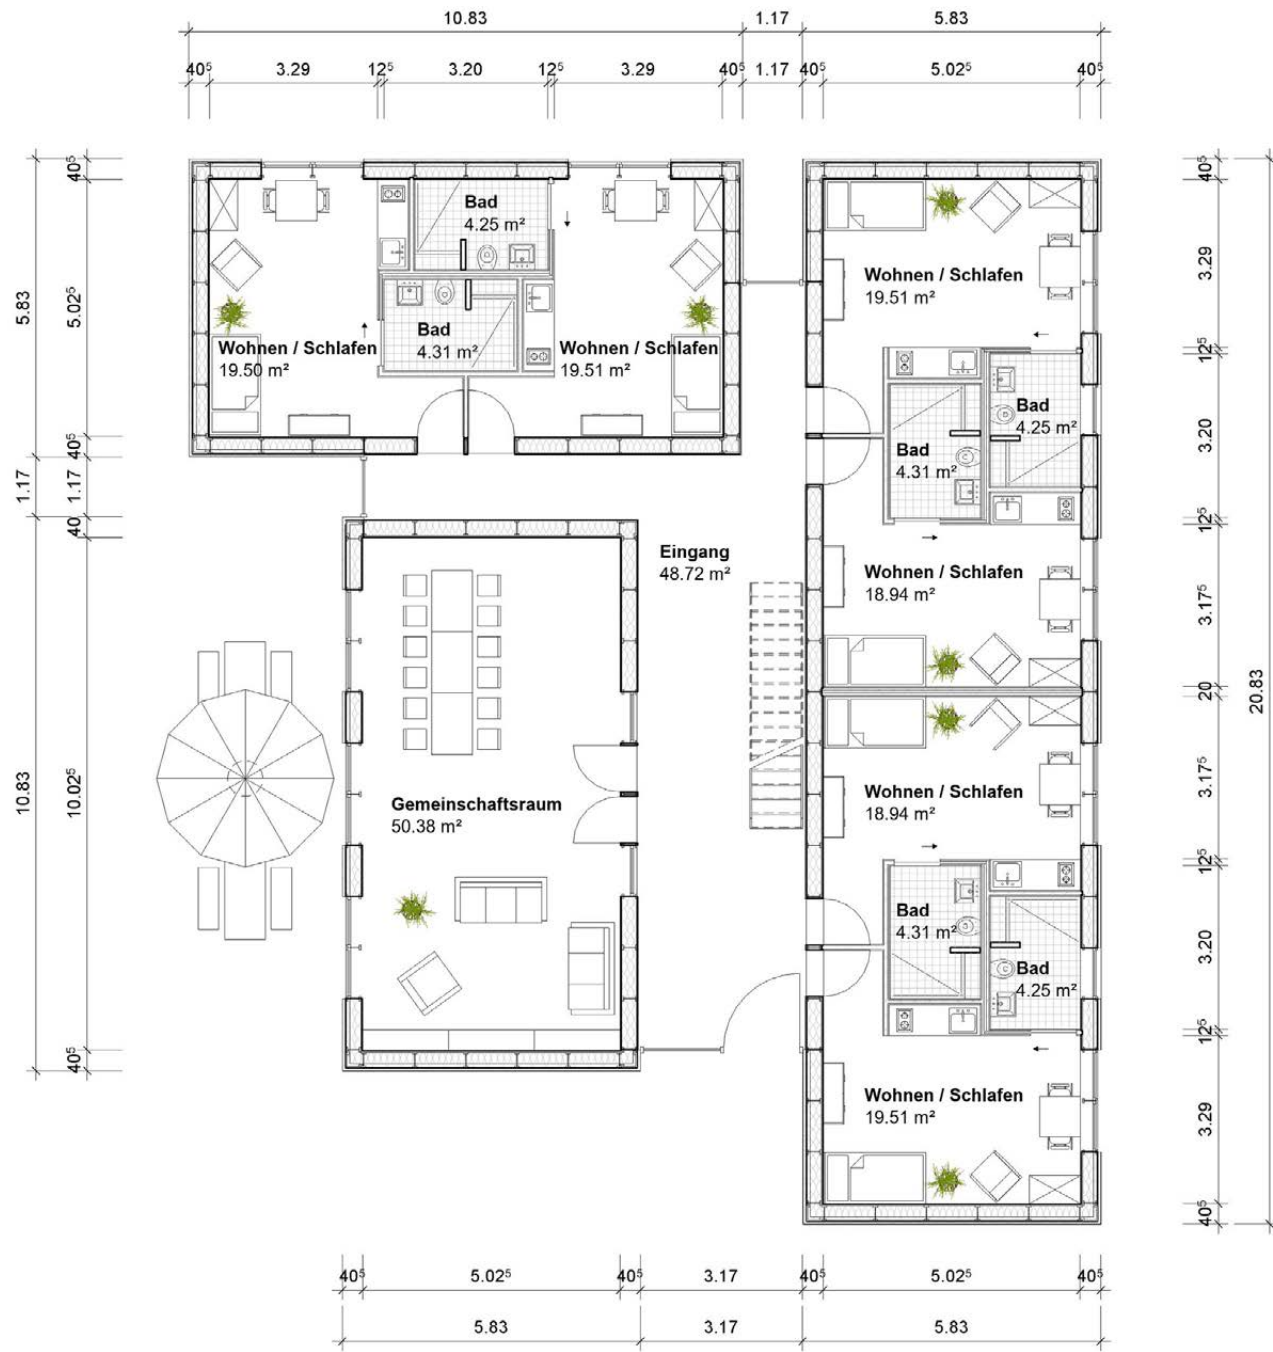 10.83 1.17 5.83
40⁵ 3.29 12⁵ 3.20 12⁵ 3.29 40⁵ 1.17 40⁵ 5.02⁵ 40⁵
5.83
1.17
10.83
40⁵
5.02⁵
40⁵
1.17
40
10.02⁵
40⁵
Bad
4.25 m²
Bad
4.31 m²
Wohnen / Schlafen
19.50 m²
Wohnen / Schlafen
19.51 m²
Wohnen / Schlafen
19.51 m²
Bad
4.25 m²
Bad
4.31 m²
Eingang
48.72 m²
Wohnen / Schlafen
18.94 m²
Wohnen / Schlafen
18.94 m²
Gemeinschaftsraum
50.38 m²
Bad
4.31 m²
Bad
4.25 m²
Wohnen / Schlafen
19.51 m²
40⁵
3.29
12⁵
3.20
12⁵
3.17⁵
20
3.17⁵
12⁵
3.20
12⁵
3.29
40⁵
20.83
40⁵ 5.02⁵ 40⁵ 3.17 40⁵ 5.02⁵ 40⁵
5.83 3.17 5.83